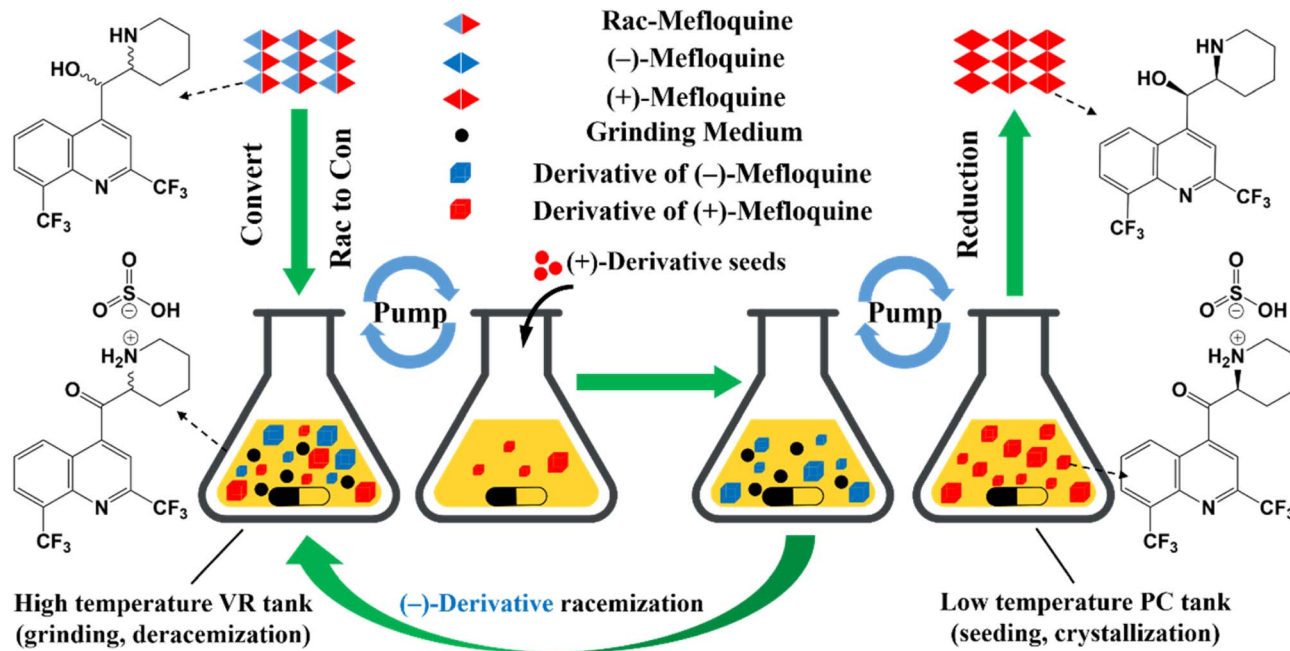 Rac-Mefloquine
(–)-Mefloquine
(+)-Mefloquine
Grinding Medium
Derivative of (–)-Mefloquine
Derivative of (+)-Mefloquine
(+)-Derivative seeds
HN
HO
N
CF3
CF3
Convert
Rac to Con
Pump
Pump
Reduction
HN
HO
N
CF3
CF3
O
O
S
OH
⊖
⊕
H2N
O
N
CF3
CF3
O
O
S
OH
⊖
⊕
H2N
O
N
CF3
CF3
High temperature VR tank
(grinding, deracemization)
(–)-Derivative racemization
Low temperature PC tank
(seeding, crystallization)